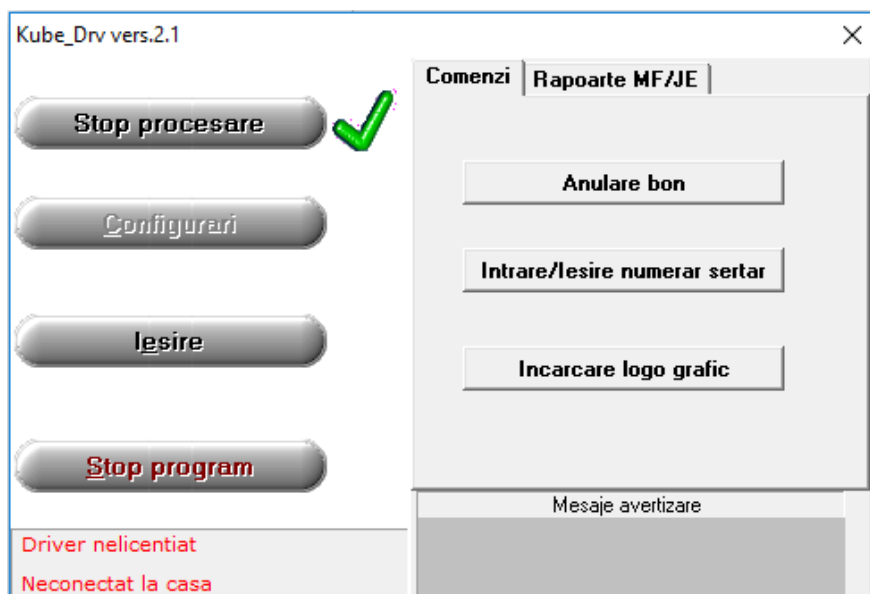 Kube_Drv vers.2.1
Stop procesare
Configurari
Iesire
Stop program
Driver nelicentiat
Neconectat la casa
Comenzi
Rapoarte MF/JE
Anulare bon
Intrare/Iesire numerar sertar
Incarcare logo grafic
Mesaje avertizare